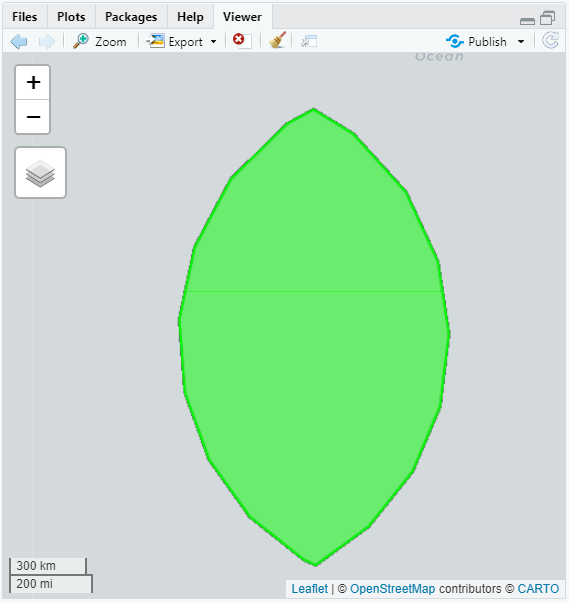 Files Plots Packages Help Viewer
Zoom Export Publish
Ocean
+
−
300 km
200 mi
Leaflet | © OpenStreetMap contributors © CARTO